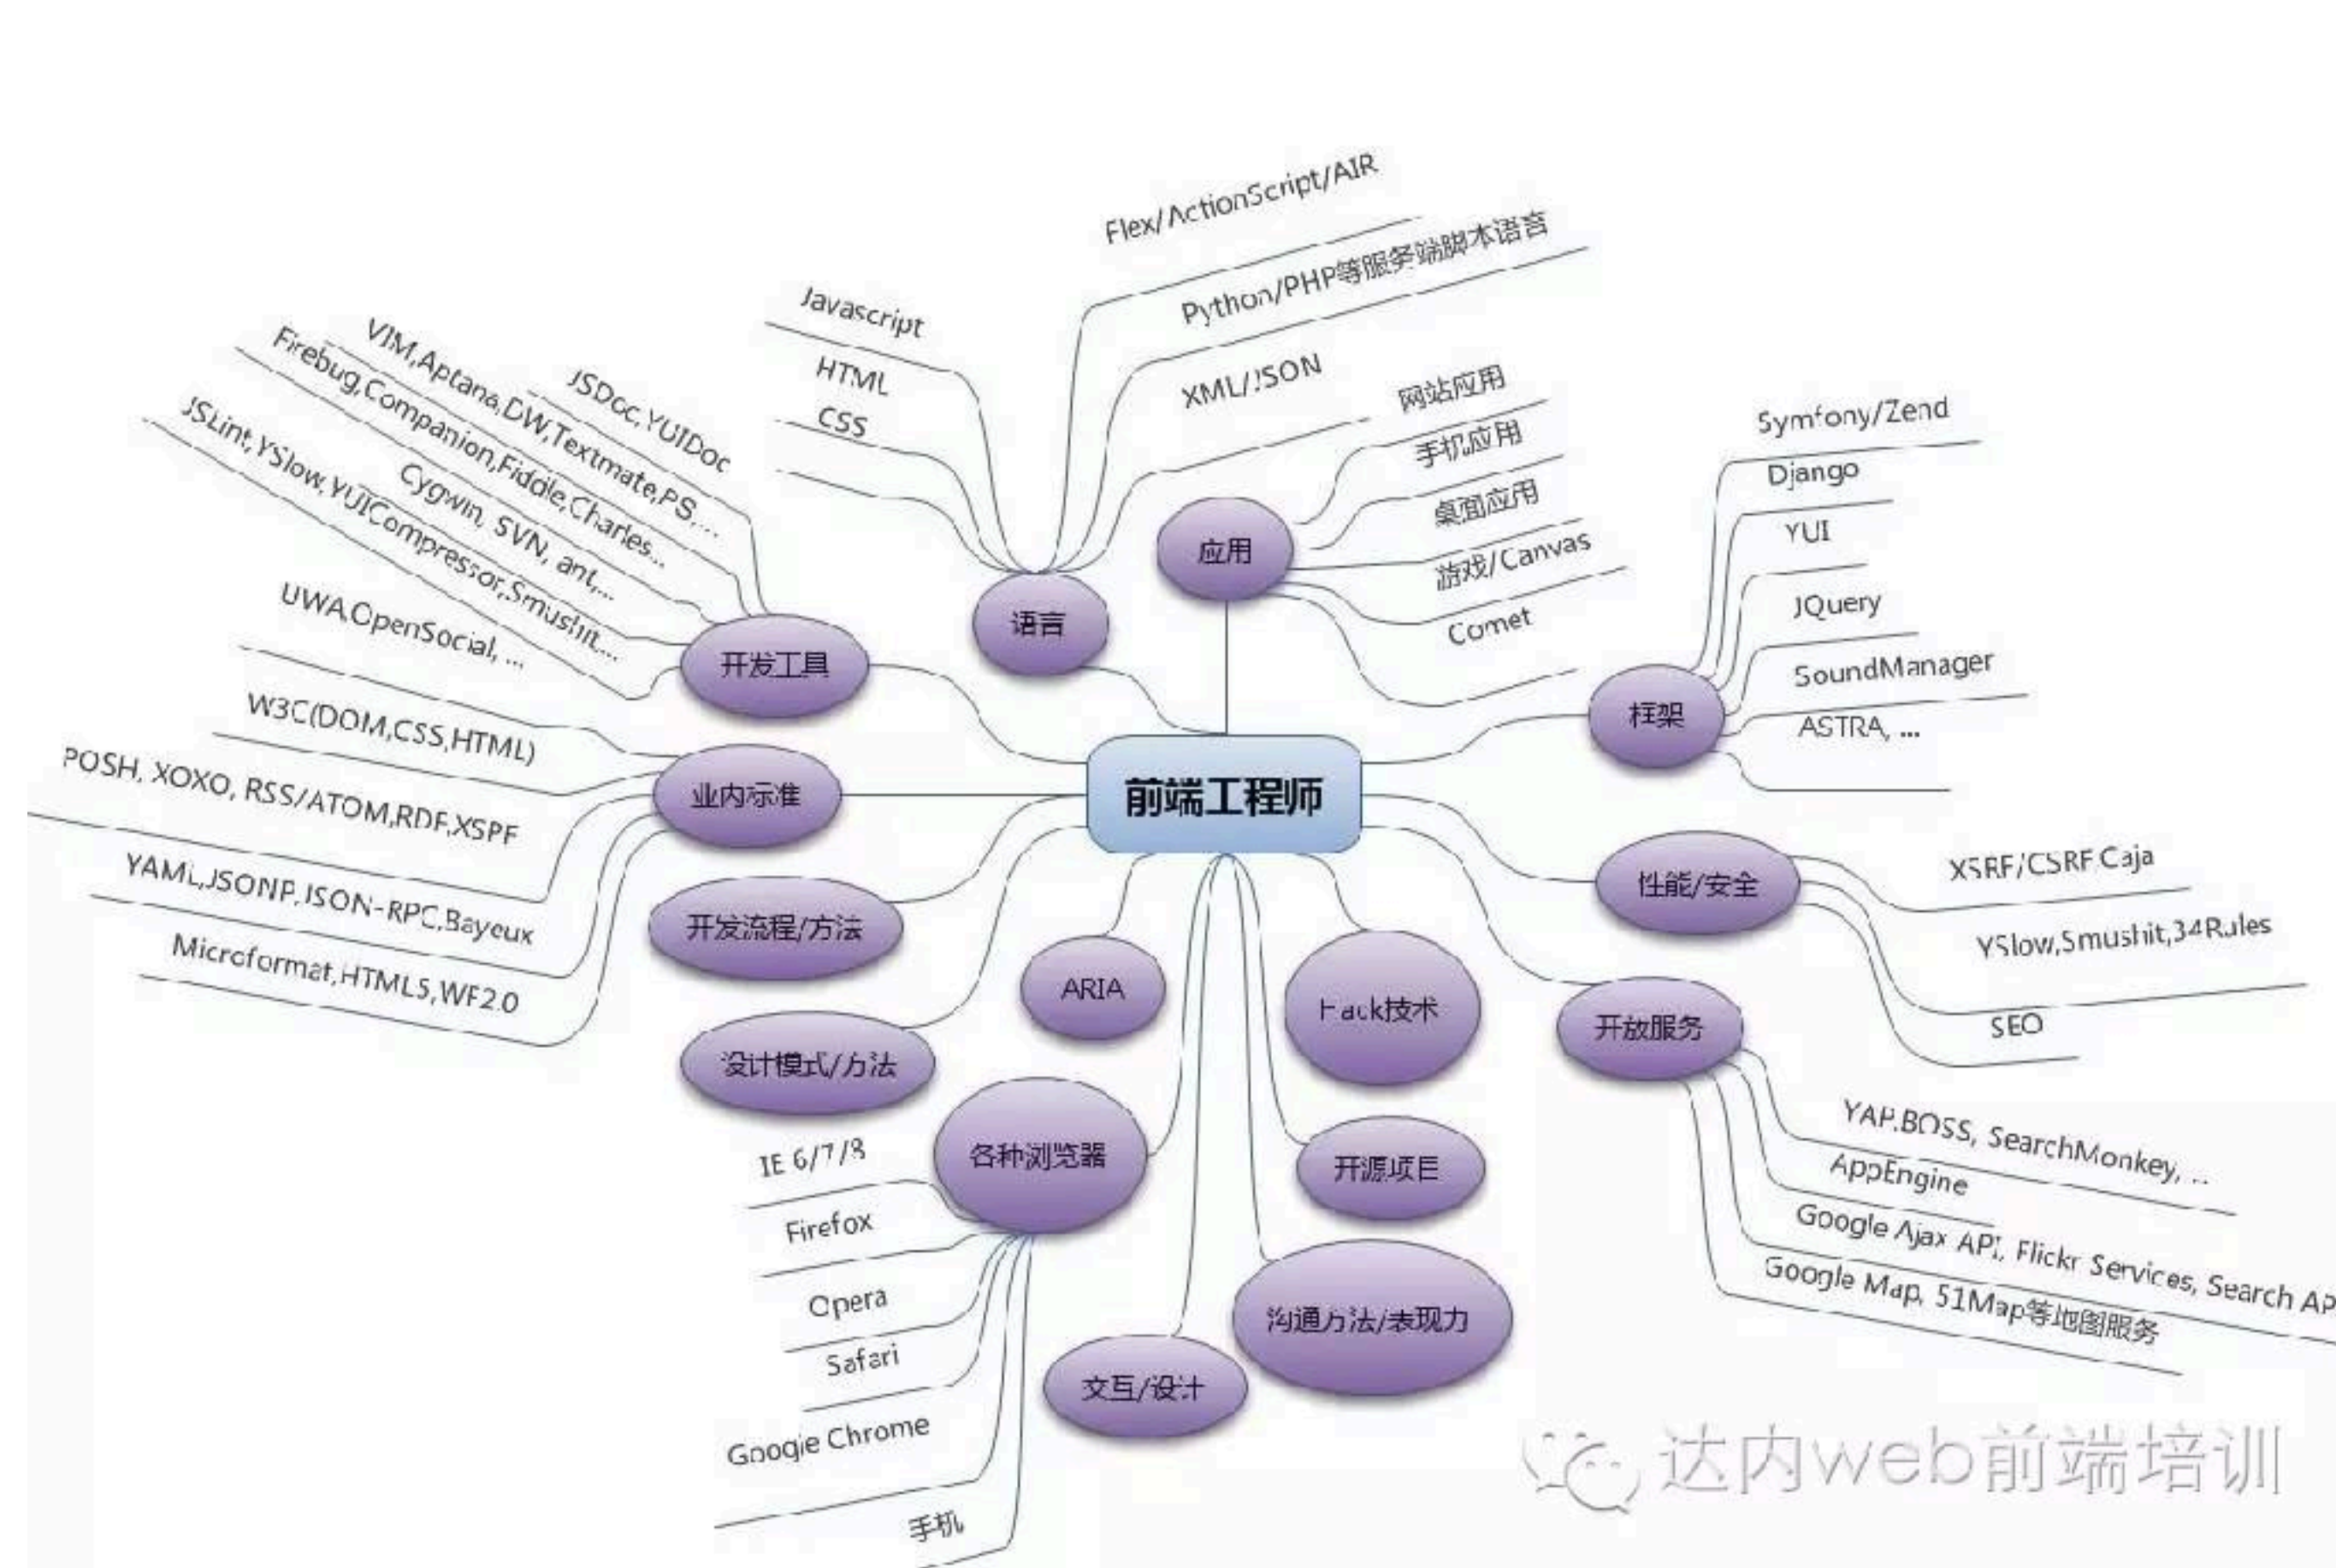 Flex/ActionScript/AIR
Python/PHP等服务端脚本语言
XML/JSON
Javascript
HTML
CSS
语言
网站应用
手机应用
桌面应用
游戏/Canvas
Comet
应用
JSDoc,YUIDoc
VIM,Aptana,DW,Textmate,PS,...
Firebug,Companion,Fiddle,Charles...
Cygwin, SVN, ant,...
JSLint,YSlow,YUICompressor,Smushit...
开发工具
Symfony/Zend
Django
YUI
JQuery
SoundManager
ASTRA, ...
框架
前端工程师
UWA,OpenSocial, ...
W3C(DOM,CSS,HTML)
POSH, XOXO, RSS/ATOM,RDF,XSPF
YAML,JSONP,JSON-RPC,Bayeux
Microformat,HTML5,WF2.0
业内标准
XSRF/CSRF,Caja
YSlow,Smushit,34Rules
SEO
性能/安全
开发流程/方法
设计模式/方法
ARIA
Hack技术
开放服务
YAP,BOSS, SearchMonkey, ..
AppEngine
Google Ajax API, Flickr Services, Search AP
Google Map, 51Map等地图服务
各种浏览器
IE 6/7/8
Firefox
Opera
Safari
Google Chrome
手机
开源项目
沟通方法/表现力
交互/设计
达内web前端培训